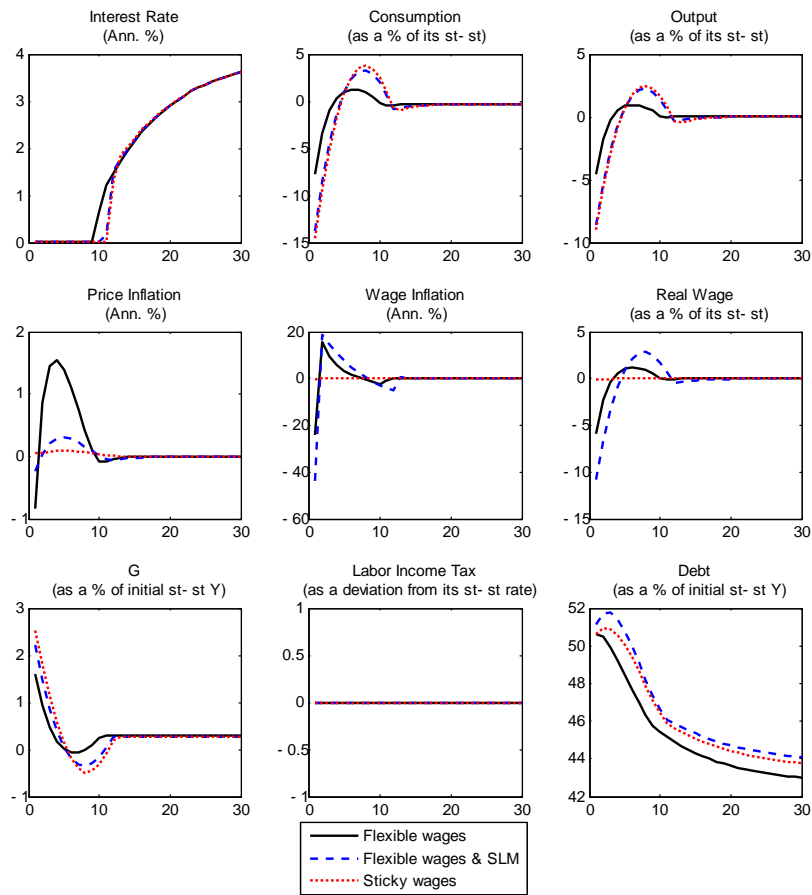 Interest Rate
(Ann. %)
4
3
2
1
0
0 10 20 30
Consumption
(as a % of its st- st)
5
0
- 5
- 10
- 15
0 10 20 30
Output
(as a % of its st- st)
5
0
- 5
- 10
0 10 20 30
Price Inflation
(Ann. %)
2
1
0
- 1
0 10 20 30
Wage Inflation
(Ann. %)
20
0
- 20
- 40
- 60
0 10 20 30
Real Wage
(as a % of its st- st)
5
0
- 5
- 10
- 15
0 10 20 30
G
(as a % of initial st- st Y)
3
2
1
0
- 1
0 10 20 30
Labor Income Tax
(as a deviation from its st- st rate)
1
0.5
0
- 0.5
- 1
0 10 20 30
Debt
(as a % of initial st- st Y)
52
50
48
46
44
42
0 10 20 30
Flexible wages
Flexible wages & SLM
Sticky wages